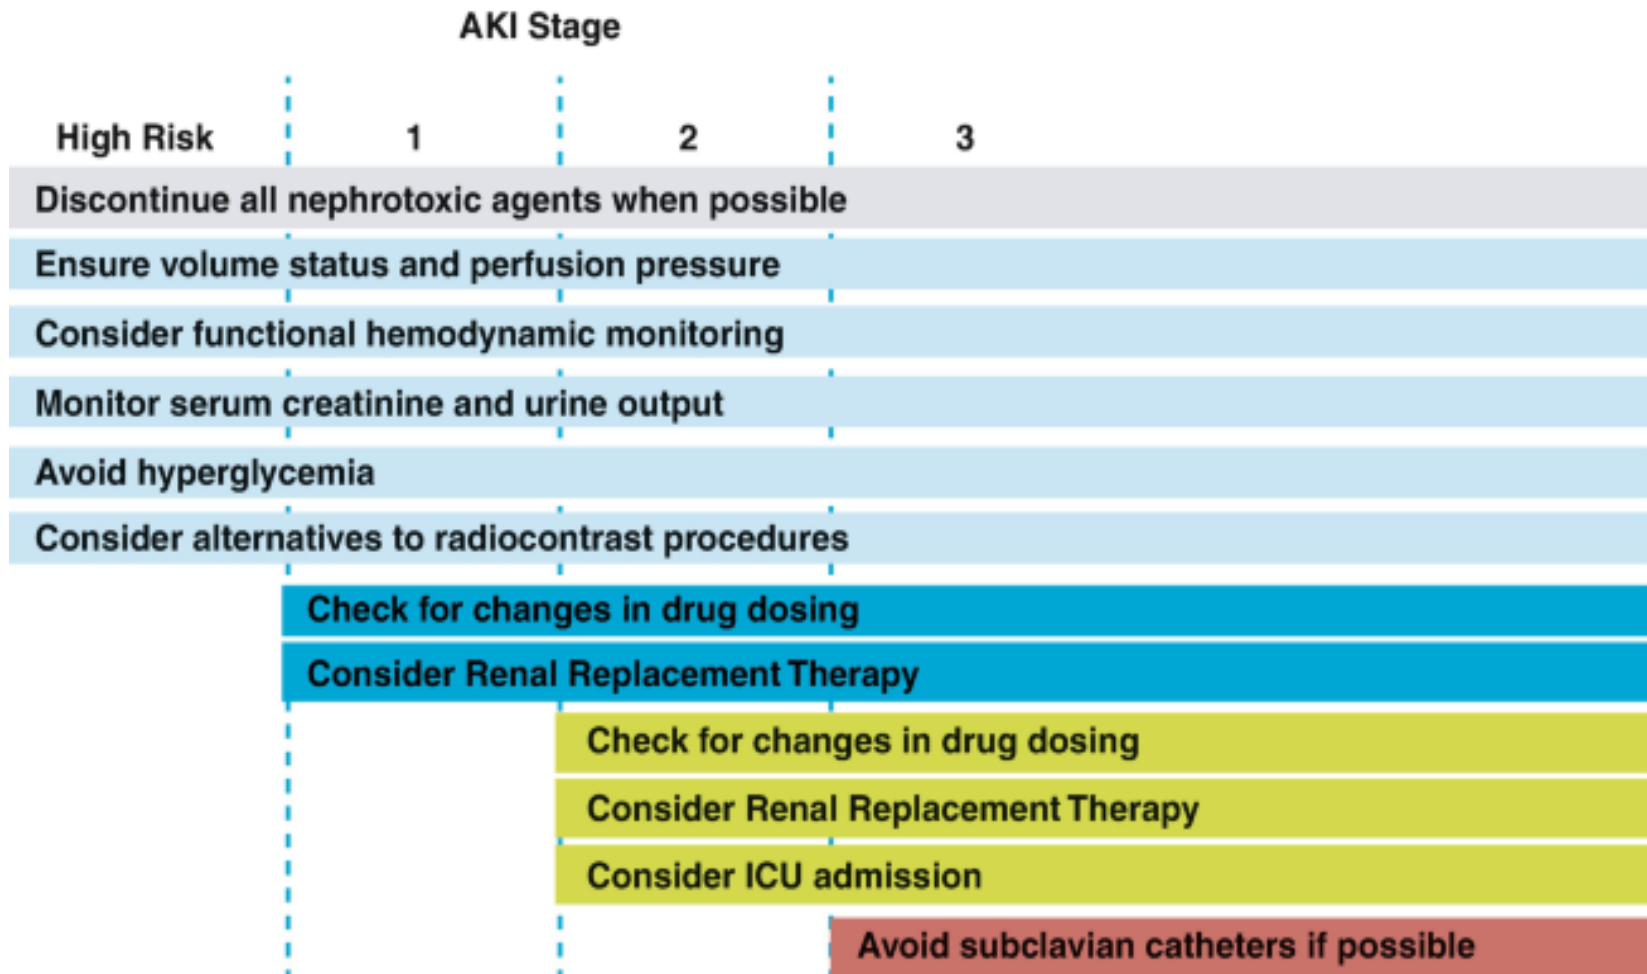 AKI Stage
High Risk 1 2 3
Discontinue all nephrotoxic agents when possible
Ensure volume status and perfusion pressure
Consider functional hemodynamic monitoring
Monitor serum creatinine and urine output
Avoid hyperglycemia
Consider alternatives to radiocontrast procedures
Check for changes in drug dosing
Consider Renal Replacement Therapy
Check for changes in drug dosing
Consider Renal Replacement Therapy
Consider ICU admission
Avoid subclavian catheters if possible